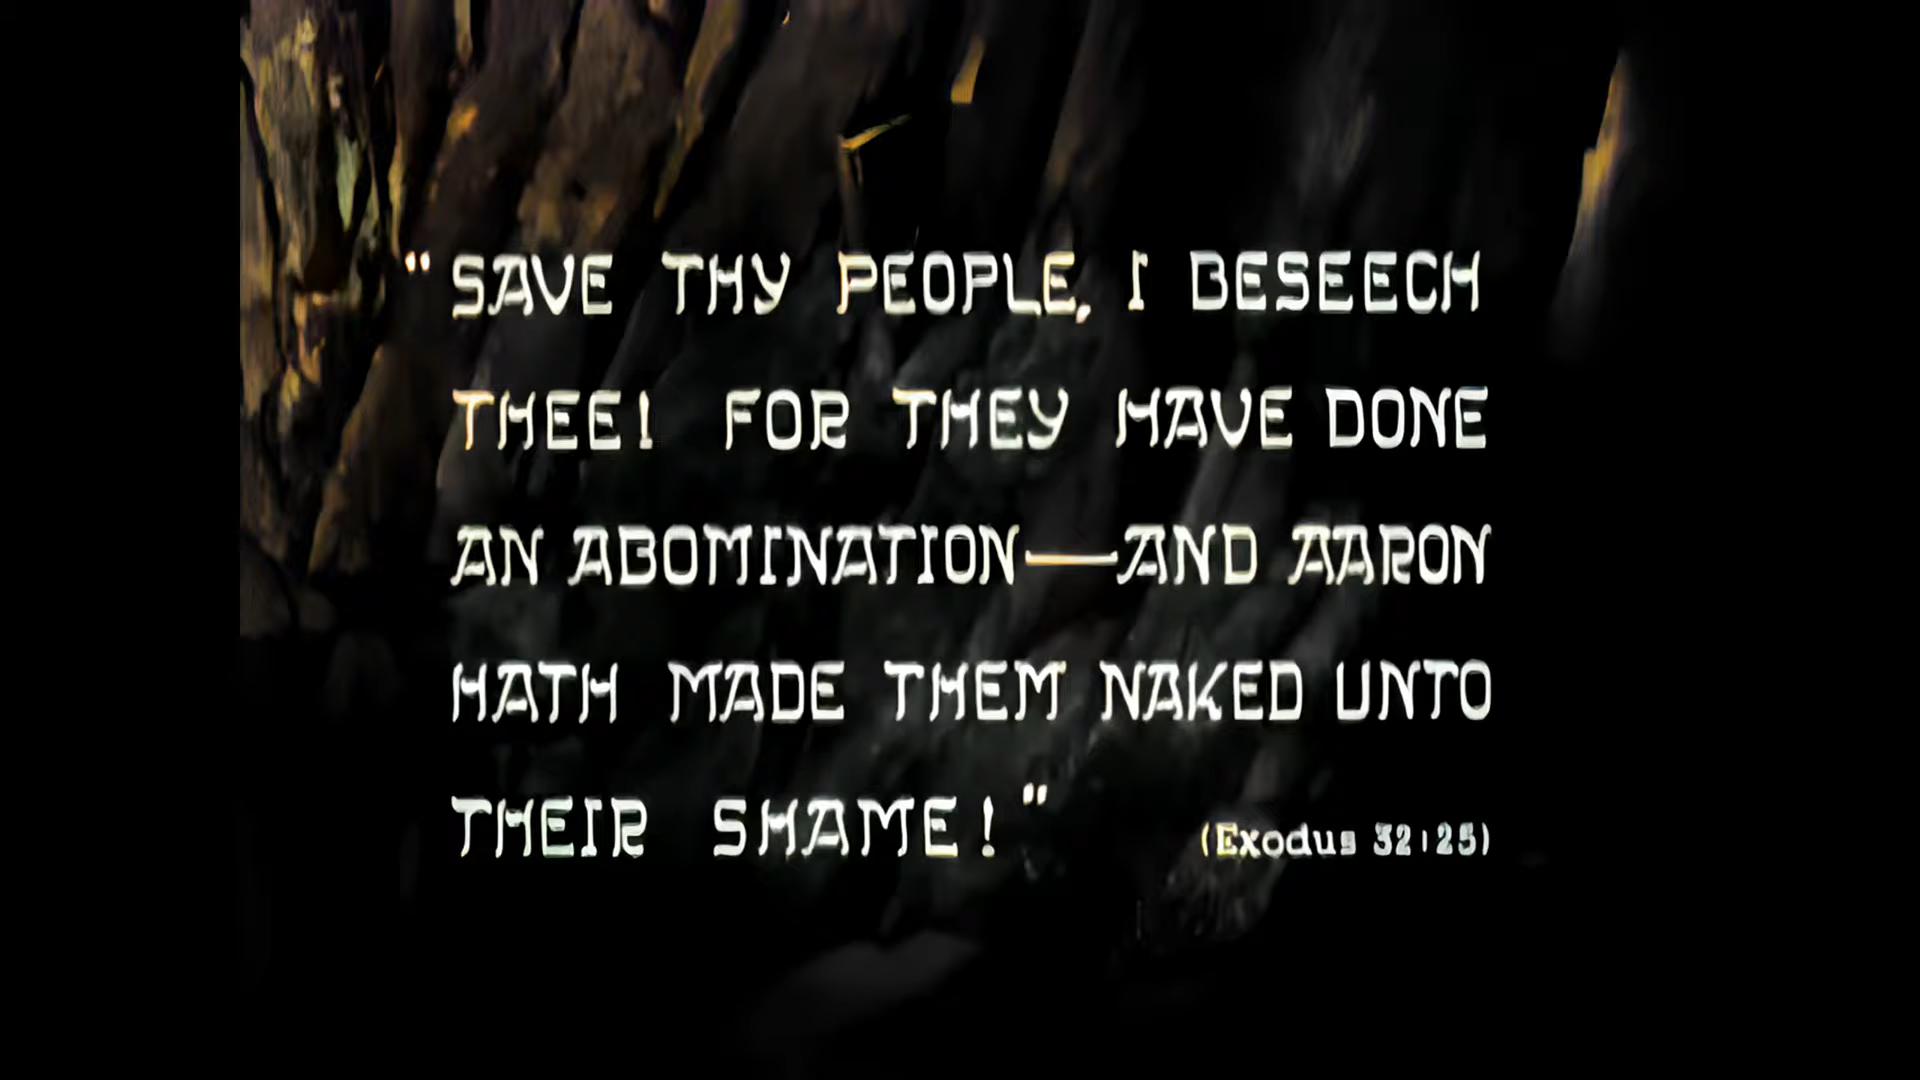 "SAVE THY PEOPLE, I BESEECH
THEE! FOR THEY HAVE DONE
AN ABOMINATION—AND AARON
HATH MADE THEM NAKED UNTO
THEIR SHAME!"
(Exodus 32:25)